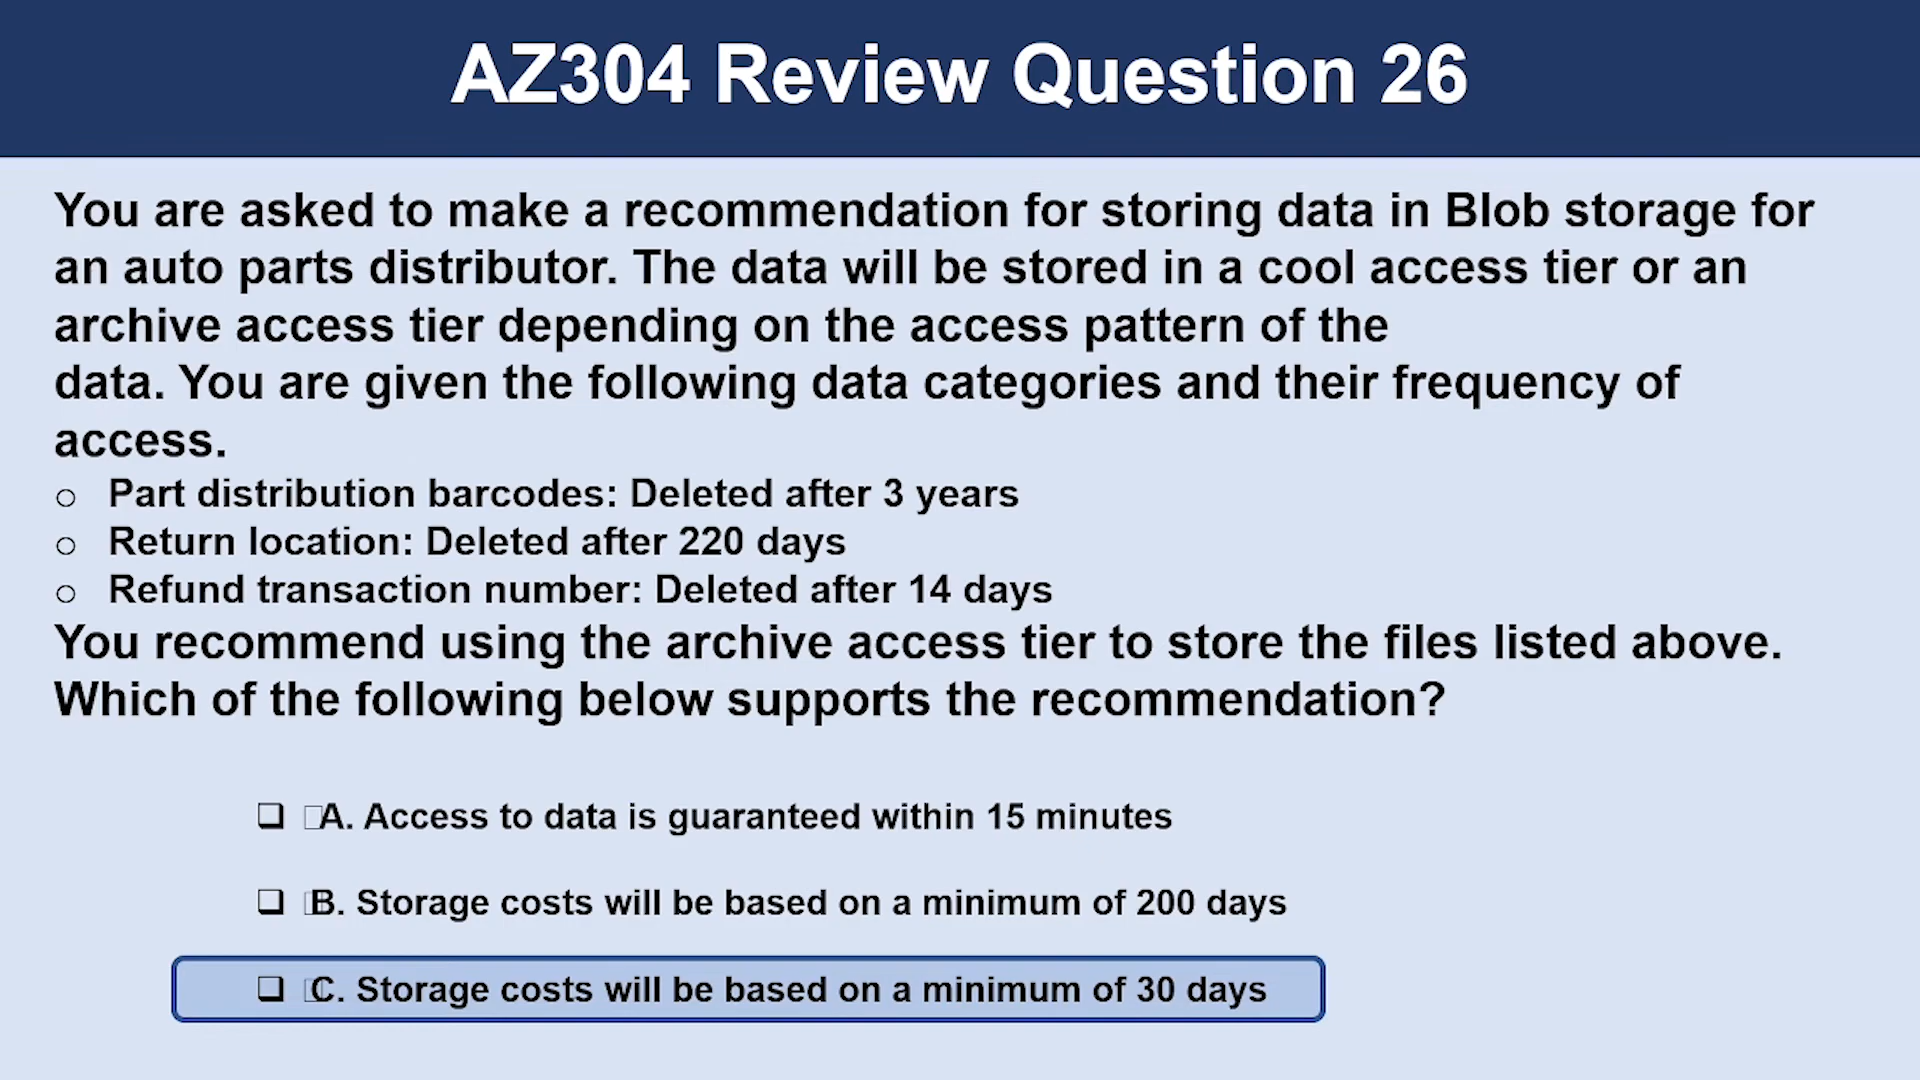 AZ304 Review Question 26
You are asked to make a recommendation for storing data in Blob storage for
an auto parts distributor. The data will be stored in a cool access tier or an
archive access tier depending on the access pattern of the
data. You are given the following data categories and their frequency of
access.
o Part distribution barcodes: Deleted after 3 years
o Return location: Deleted after 220 days
o Refund transaction number: Deleted after 14 days
You recommend using the archive access tier to store the files listed above.
Which of the following below supports the recommendation?
❑ A. Access to data is guaranteed within 15 minutes
❑ B. Storage costs will be based on a minimum of 200 days
❑ C. Storage costs will be based on a minimum of 30 days